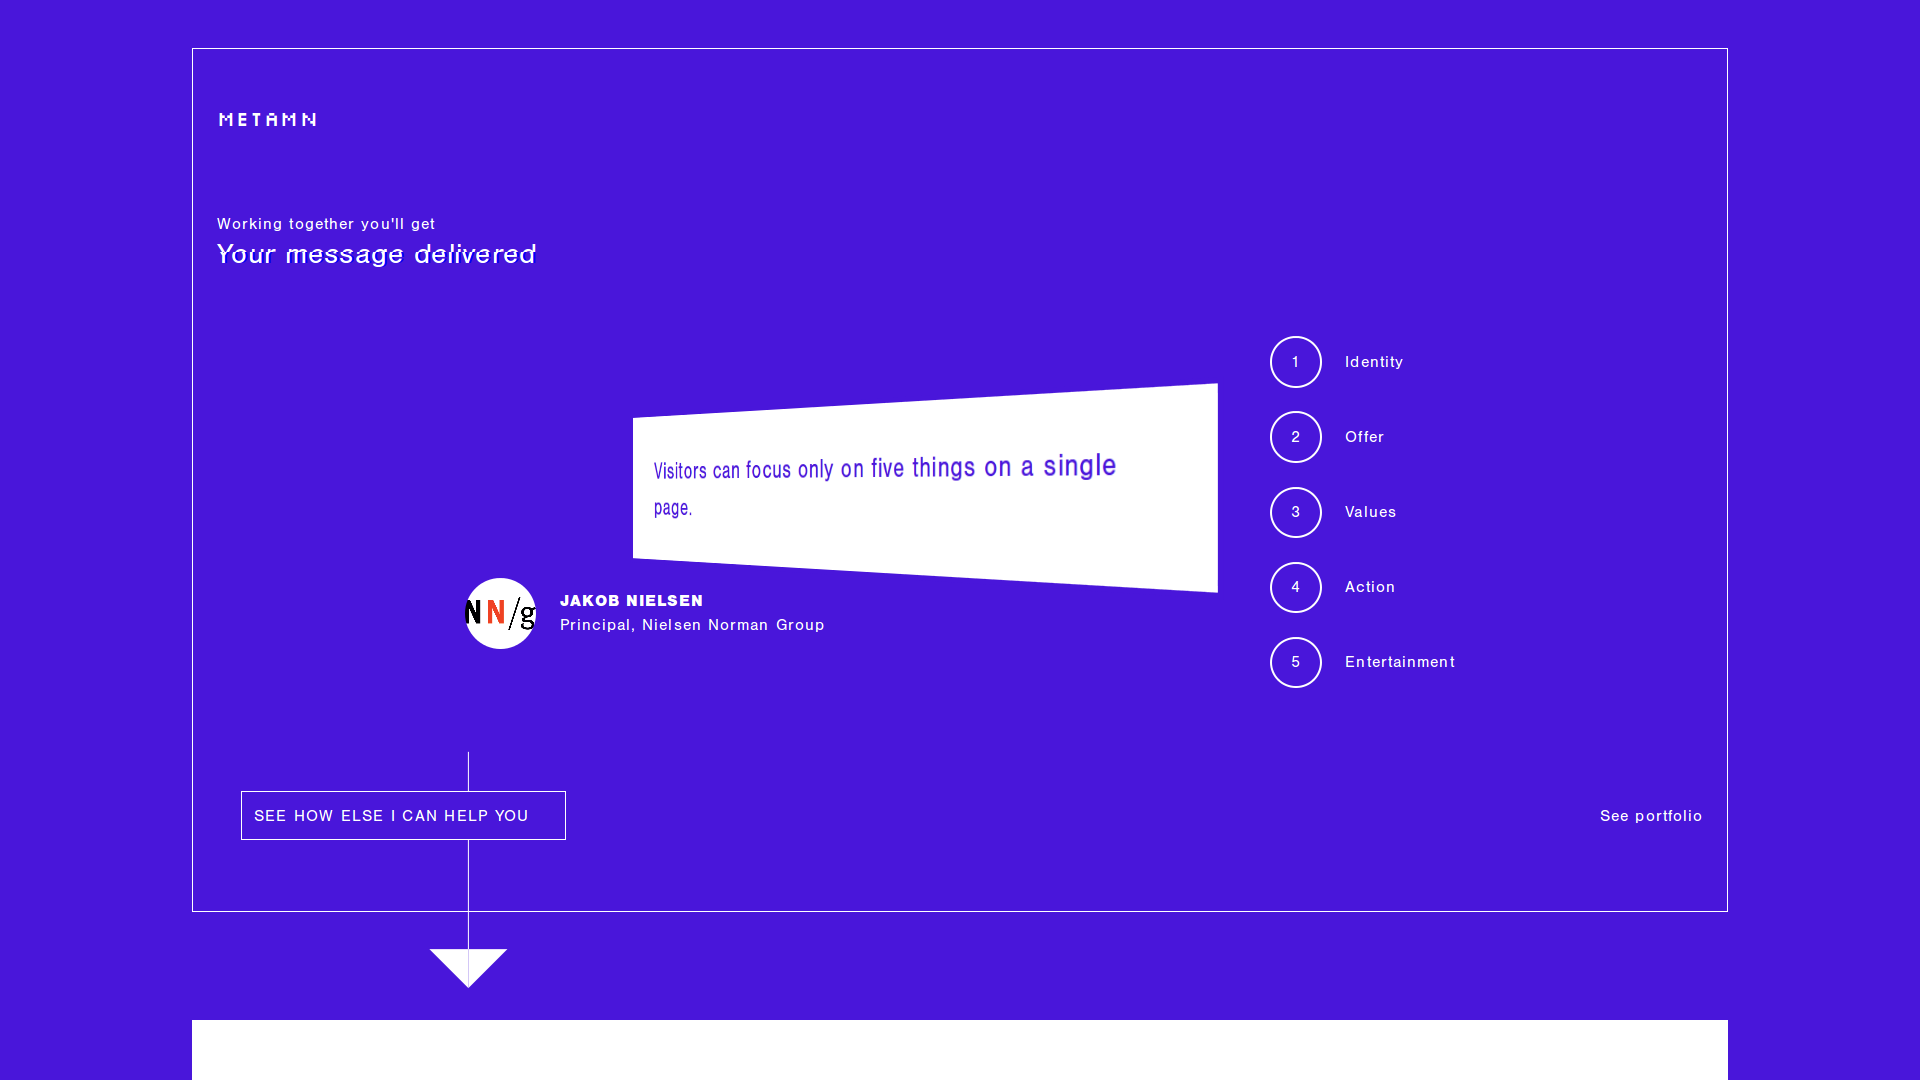 METAMN
Working together you'll get
Your message delivered
Visitors can focus only on five things on a single
page.
NN/g
JAKOB NIELSEN
Principal, Nielsen Norman Group
1 Identity
2 Offer
3 Values
4 Action
5 Entertainment
SEE HOW ELSE I CAN HELP YOU
See portfolio